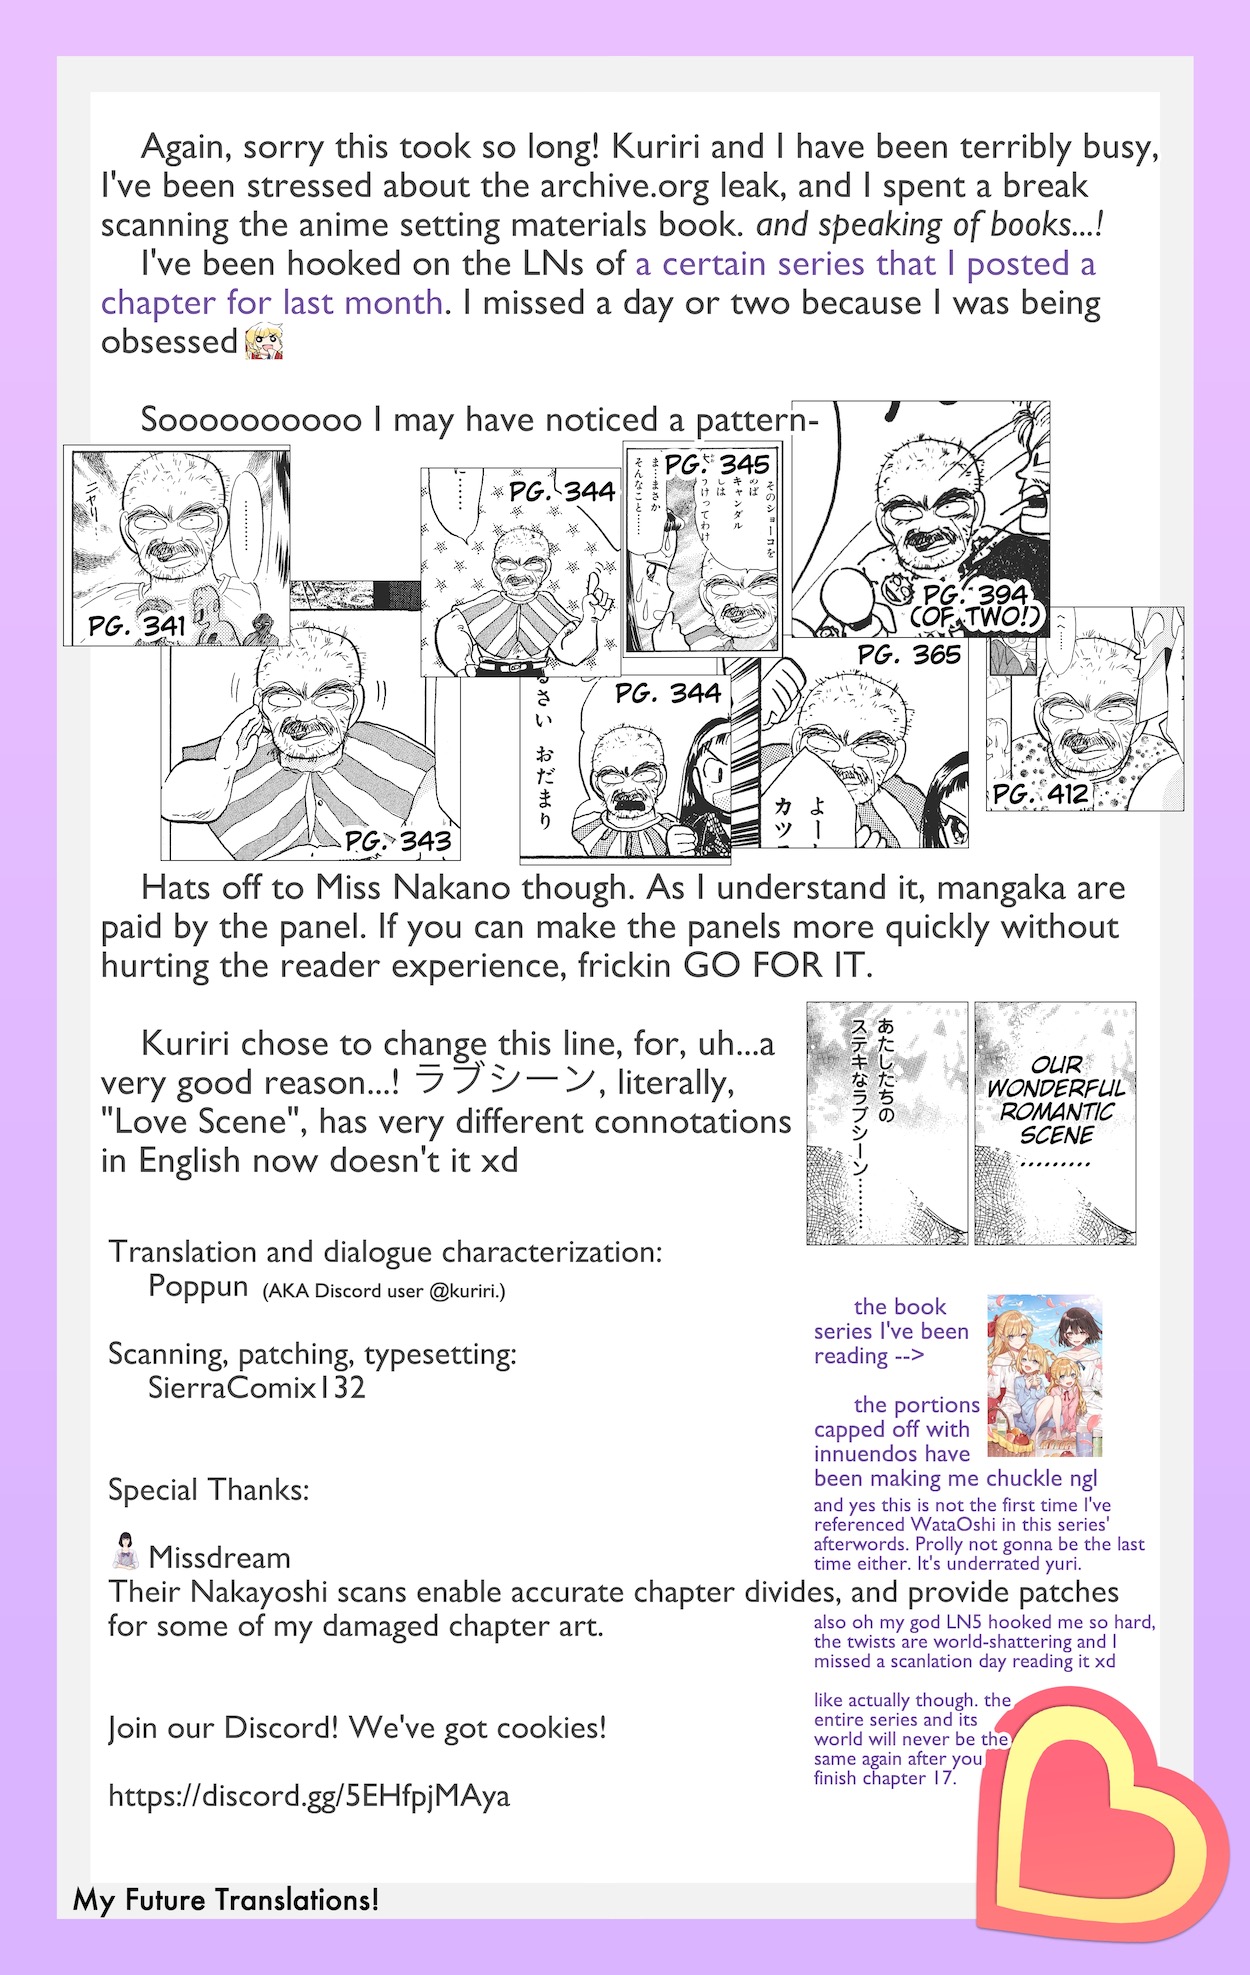 Again, sorry this took so long! Kuriri and I have been terribly busy,
I've been stressed about the archive.org leak, and I spent a break
scanning the anime setting materials book. and speaking of books...!
I've been hooked on the LNs of a certain series that I posted a
chapter for last month. I missed a day or two because I was being
obsessed
Soooooooooo I may have noticed a pattern-
ニヤリ
…………
PG. 341
PG. 343
に……
PG. 344
PG. 345
そのショーコを
キャンダル
うけってわけ
ま…まさか
そんなこと……
PG. 394
(OF TWO!)
るさい おだまり
PG. 344
PG. 365
よー
カツ
PG. 412
Hats off to Miss Nakano though. As I understand it, mangaka are
paid by the panel. If you can make the panels more quickly without
hurting the reader experience, frickin GO FOR IT.
Kuriri chose to change this line, for, uh...a
very good reason...! ラブシーン, literally,
"Love Scene", has very different connotations
in English now doesn't it xd
あたしたちの
ステキなラブシーン………
OUR
WONDERFUL
ROMANTIC
SCENE
.........
Translation and dialogue characterization:
Poppun (AKA Discord user @kuriri.)
Scanning, patching, typesetting:
SierraComix132
the book
series I've been
reading -->
the portions
capped off with
innuendos have
been making me chuckle ngl
and yes this is not the first time I've
referenced WataOshi in this series'
afterwords. Prolly not gonna be the last
time either. It's underrated yuri.
Special Thanks:
Missdream
Their Nakayoshi scans enable accurate chapter divides, and provide patches
for some of my damaged chapter art.
also oh my god LN5 hooked me so hard,
the twists are world-shattering and I
missed a scanlation day reading it xd
like actually though. the
entire series and its
world will never be the
same again after you
finish chapter 17.
Join our Discord! We've got cookies!
https://discord.gg/5EHfpjMAya
My Future Translations!